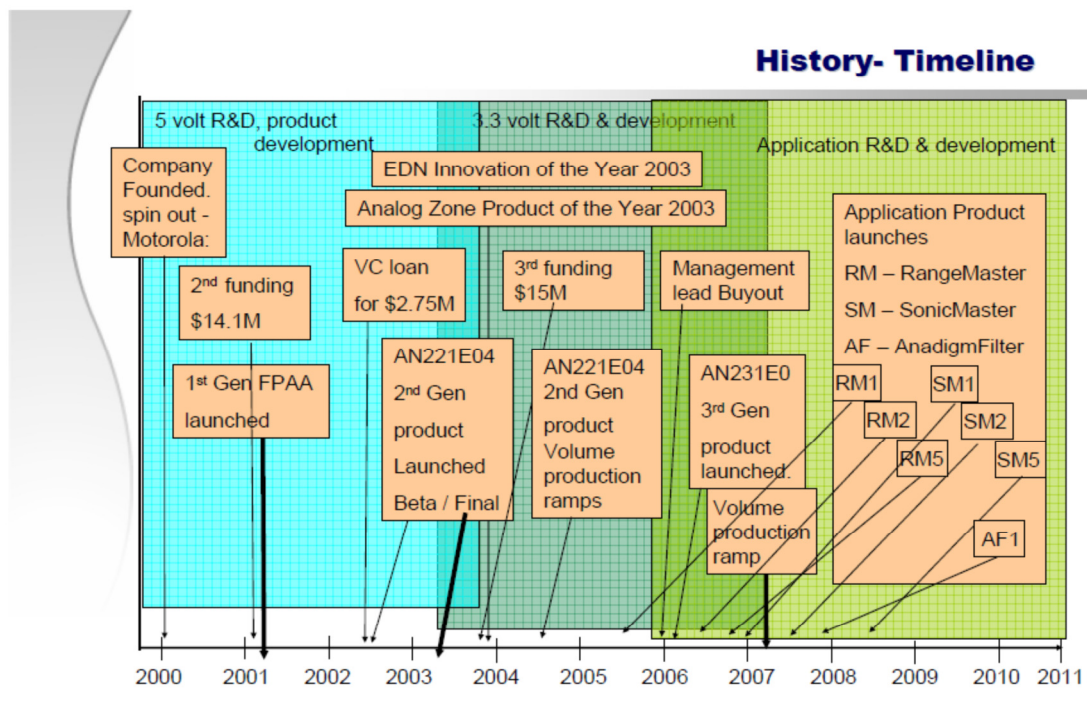 History- Timeline
5 volt R&D, product
development
3.3 volt R&D & development
Application R&D & development
Company
Founded.
spin out -
Motorola:
EDN Innovation of the Year 2003
Analog Zone Product of the Year 2003
2nd funding
$14.1M
VC loan
for $2.75M
3rd funding
$15M
Management
lead Buyout
Application Product
launches
RM – RangeMaster
SM – SonicMaster
AF – AnadigmFilter
1st Gen FPAA
launched
AN221E04
2nd Gen
product
Launched
Beta / Final
AN221E04
2nd Gen
product
Volume
production
ramps
AN231E0
3rd Gen
product
launched.
Volume
production
ramp
RM1
SM1
RM2
SM2
RM5
SM5
AF1
2000 2001 2002 2003 2004 2005 2006 2007 2008 2009 2010 2011